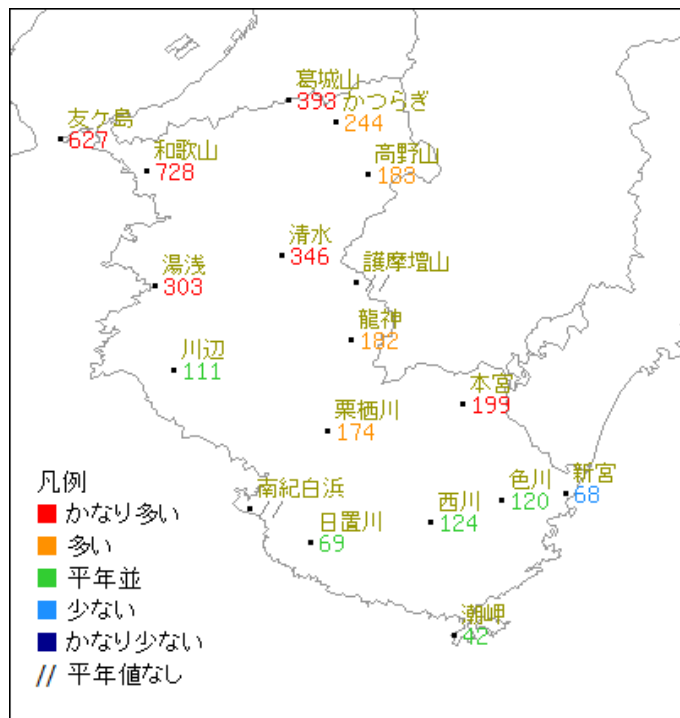 葛城山
393
かつらぎ
244
友ケ島
627
和歌山
728
高野山
183
清水
346
護摩壇山
//
湯浅
303
龍神
182
川辺
111
本宮
199
栗栖川
174
南紀白浜
//
日置川
69
西川
124
色川
120
新宮
68
潮岬
42
凡例
かなり多い
多い
平年並
少ない
かなり少ない
// 平年値なし